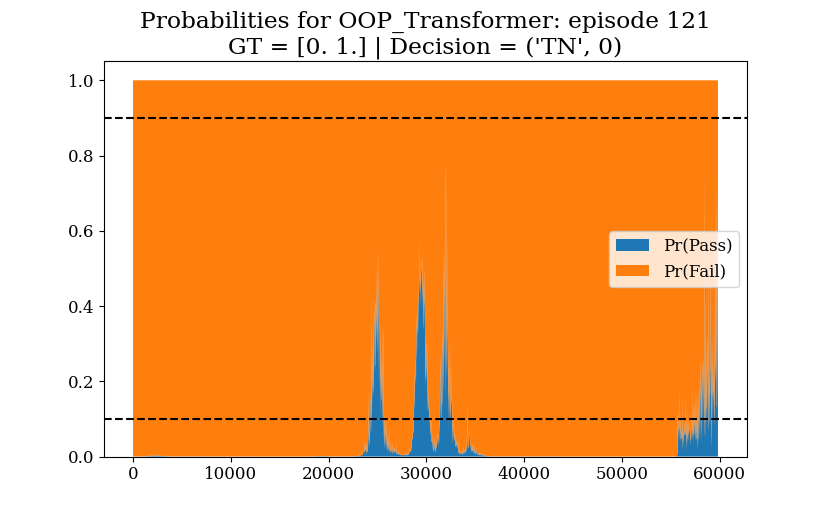 Probabilities for OOP_Transformer: episode 121
GT = [0. 1.] | Decision = ('TN', 0)
1.0
0.8
0.6
0.4
0.2
0.0
Pr(Pass)
Pr(Fail)
0 10000 20000 30000 40000 50000 60000